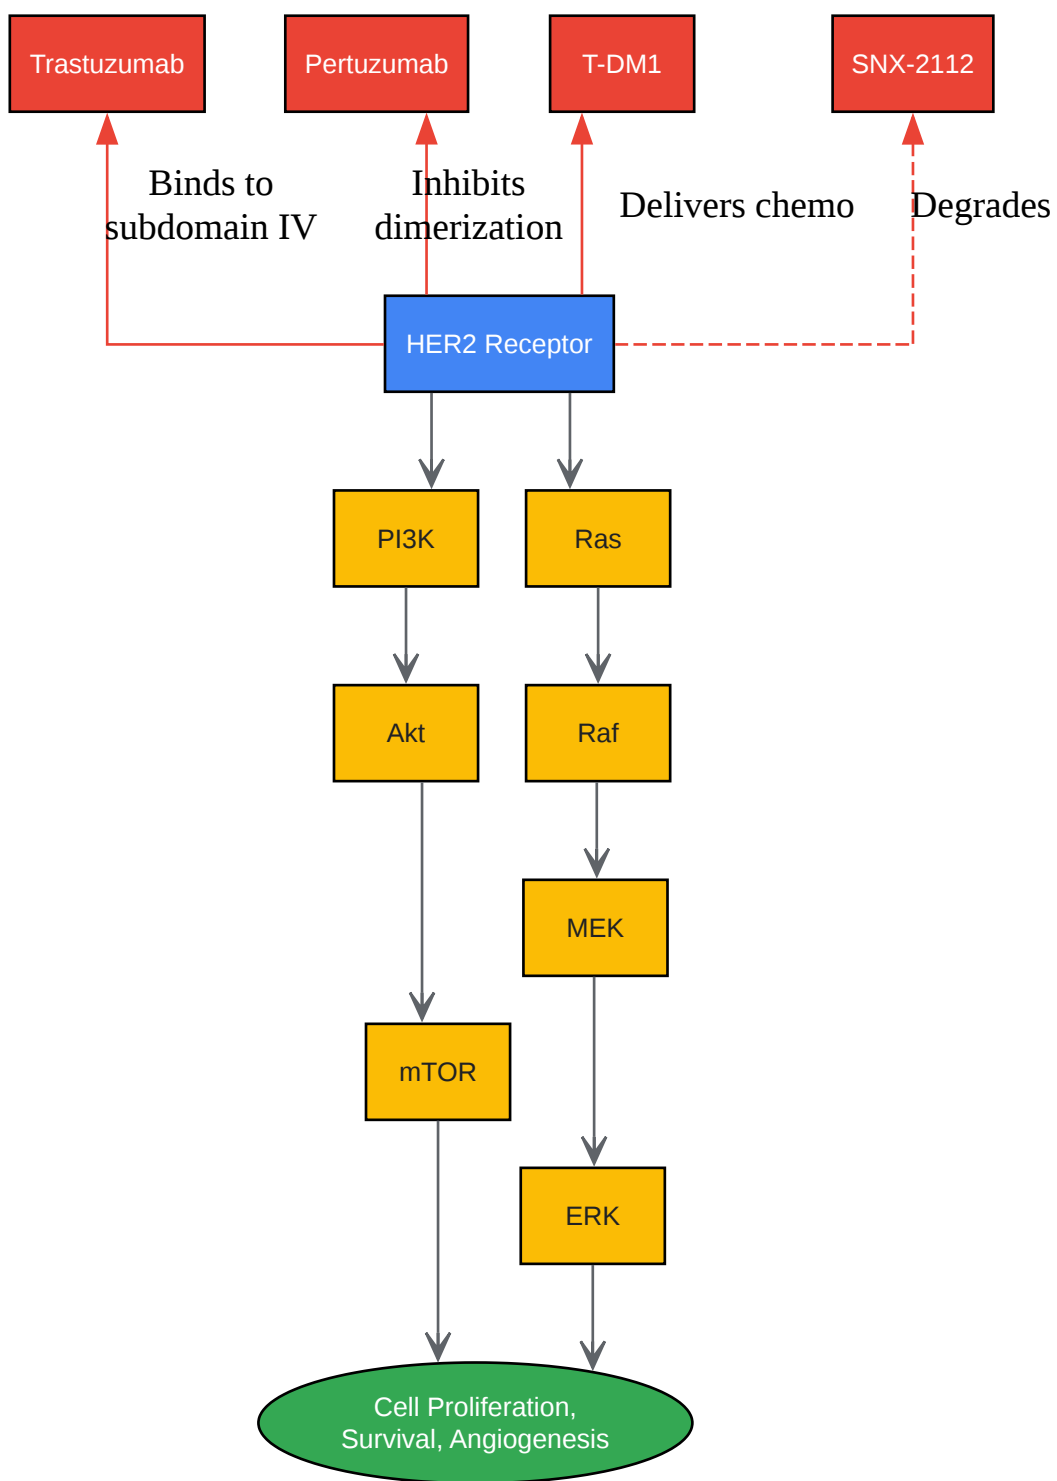 Trastuzumab
Pertuzumab
T-DM1
SNX-2112
Binds to
subdomain IV
Inhibits
dimerization
Delivers chemo
Degrades
HER2 Receptor
PI3K
Ras
Akt
Raf
MEK
mTOR
ERK
Cell Proliferation,
Survival, Angiogenesis